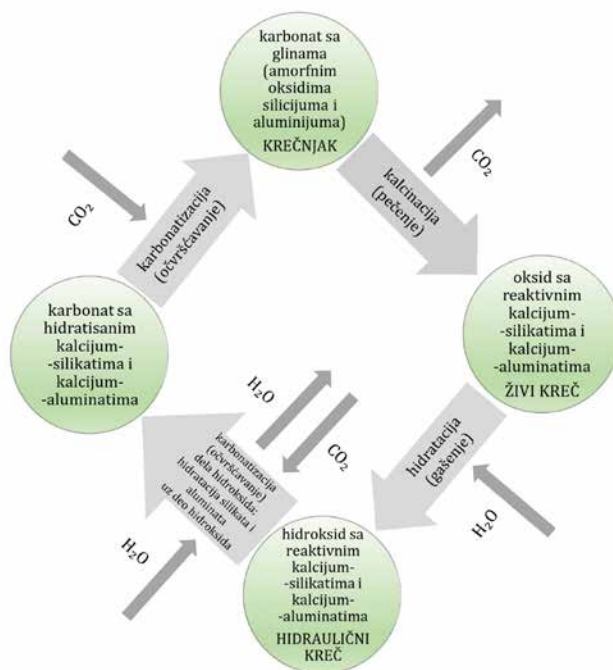 karbonat sa
glinama
(amorfnim
oksidima
silicijuma i
aluminijuma)
KREČNJAK
CO₂
kalcinacija
(pečenje)
oksid sa
reaktivnim
kalcijum-
-silikatima i
kalcijum-
-aluminatima
ŽIVI KREČ
hidratacija
(gašenje)
H₂O
hidroksid sa
reaktivnim
kalcijum-
-silikatima i
kalcijum-
-aluminatima
HIDRAULIČNI
KREČ
H₂O
CO₂
karbonatizacija
(očvršćavanje)
dela hidroksida;
hidratacija silikata i
aluminata
uz deo hidroksida
H₂O
karbonat sa
hidratisanim
kalcijum-
-silikatima i
kalcijum-
-aluminatima
karbonatizacija
(očvršćavanje)
CO₂